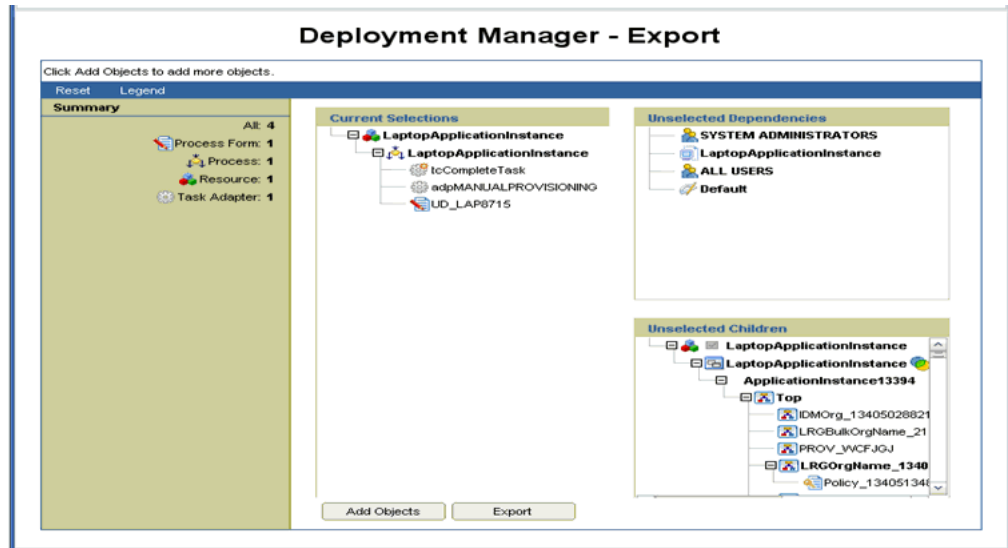 Deployment Manager - Export
Click Add Objects to add more objects.
Reset Legend
Summary
All: 4
Process Form: 1
Process: 1
Resource: 1
Task Adapter: 1
Current Selections
LaptopApplicationInstance
LaptopApplicationInstance
tcCompleteTask
adpMANUALPROVISIONING
UD_LAP8715
Unselected Dependencies
SYSTEM ADMINISTRATORS
LaptopApplicationInstance
ALL USERS
Default
Unselected Children
LaptopApplicationInstance
LaptopApplicationInstance
ApplicationInstance13394
Top
IDMOrg_13405028821
LRGBulkOrgName_21
PROV_WCFJGJ
LRGOrgName_1340
Policy_134051348
Add Objects Export